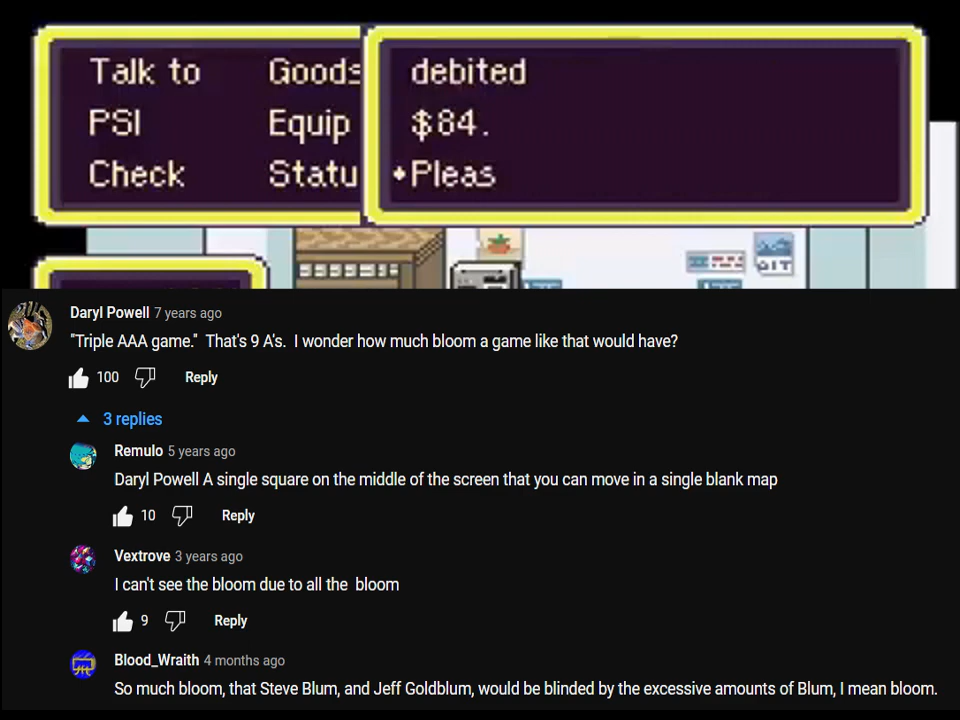 Talk to Goods debited
PSI Equip $84.
Check Statu •Pleas
Daryl Powell 7 years ago
"Triple AAA game." That's 9 A's. I wonder how much bloom a game like that would have?
100 Reply
3 replies
Remulo 5 years ago
Daryl Powell A single square on the middle of the screen that you can move in a single blank map
10 Reply
Vextrove 3 years ago
I can't see the bloom due to all the bloom
9 Reply
Blood_Wraith 4 months ago
So much bloom, that Steve Blum, and Jeff Goldblum, would be blinded by the excessive amounts of Blum, I mean bloom.